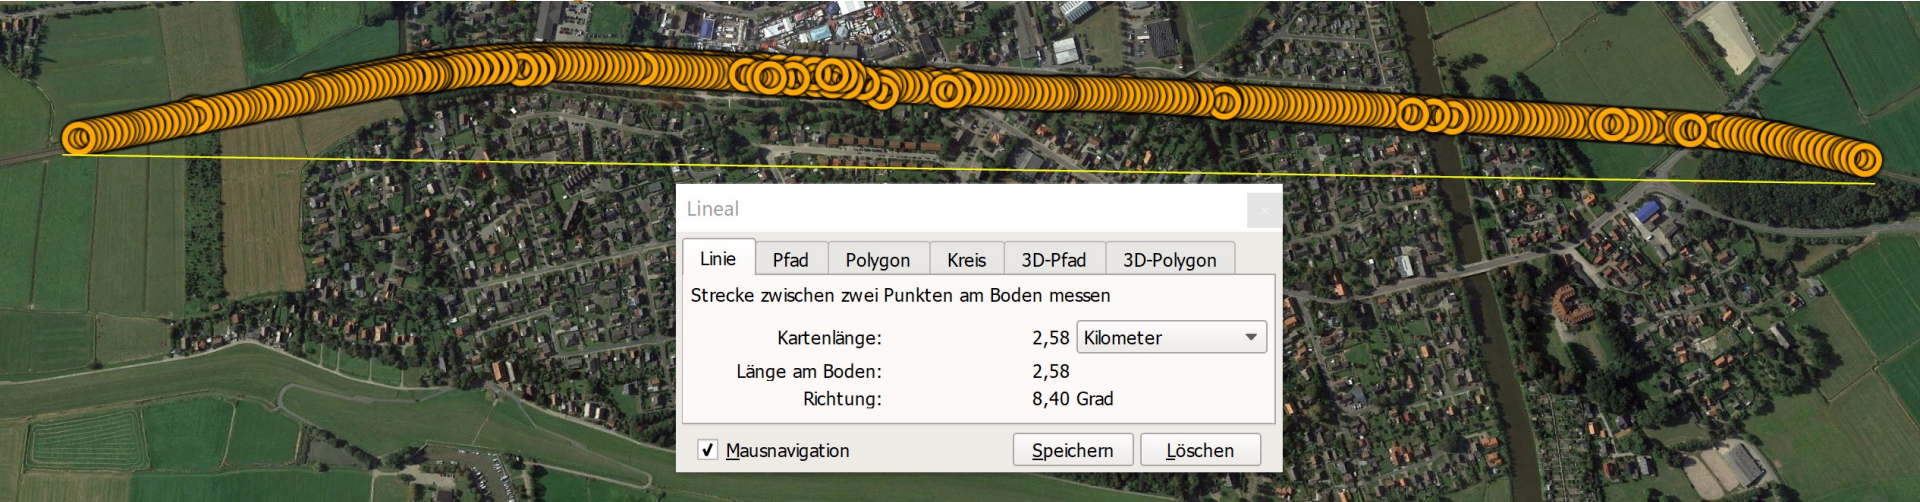 Lineal
Linie Pfad Polygon Kreis 3D-Pfad 3D-Polygon
Strecke zwischen zwei Punkten am Boden messen
Kartenlänge: 2,58 Kilometer
Länge am Boden: 2,58
Richtung: 8,40 Grad
Mausnavigation Speichern Löschen